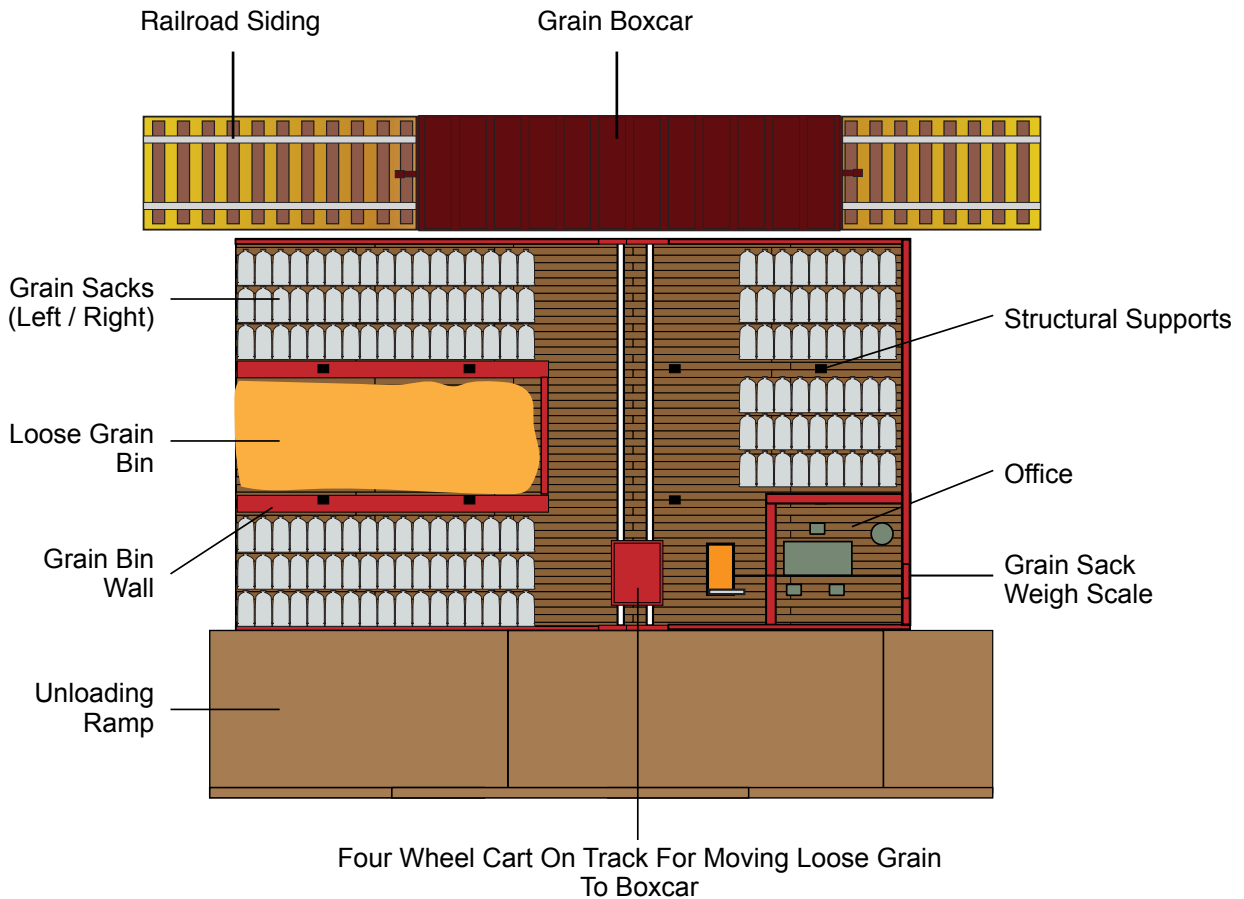 Railroad Siding
Grain Boxcar
Grain Sacks
(Left / Right)
Structural Supports
Loose Grain
Bin
Office
Grain Bin
Wall
Grain Sack
Weigh Scale
Unloading
Ramp
Four Wheel Cart On Track For Moving Loose Grain
To Boxcar